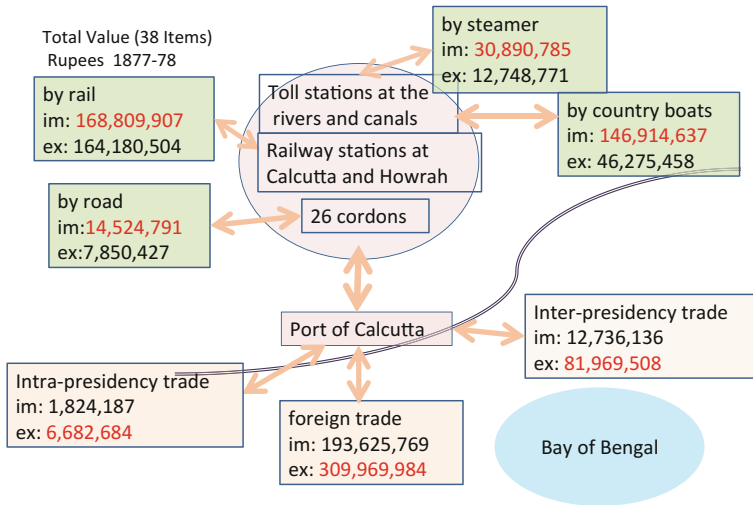 Total Value (38 Items)
Rupees 1877-78
by steamer
im: 30,890,785
ex: 12,748,771
by rail
im: 168,809,907
ex: 164,180,504
Toll stations at the
rivers and canals
by country boats
im: 146,914,637
ex: 46,275,458
Railway stations at
Calcutta and Howrah
by road
im:14,524,791
ex:7,850,427
26 cordons
Port of Calcutta
Inter-presidency trade
im: 12,736,136
ex: 81,969,508
Intra-presidency trade
im: 1,824,187
ex: 6,682,684
foreign trade
im: 193,625,769
ex: 309,969,984
Bay of Bengal